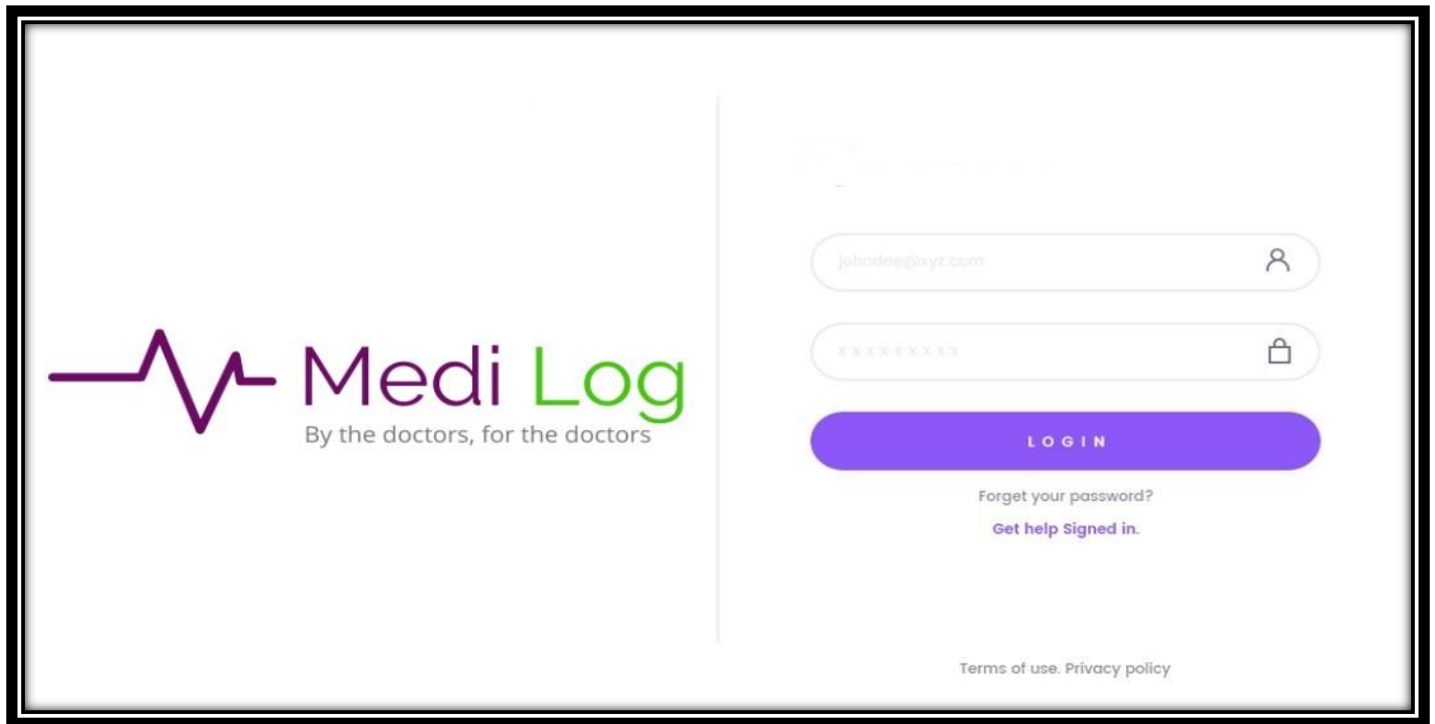 Medi Log
By the doctors, for the doctors
johndoe@xyz.com
x x x x x x x x x
LOGIN
Forget your password?
Get help Signed in.
Terms of use. Privacy policy